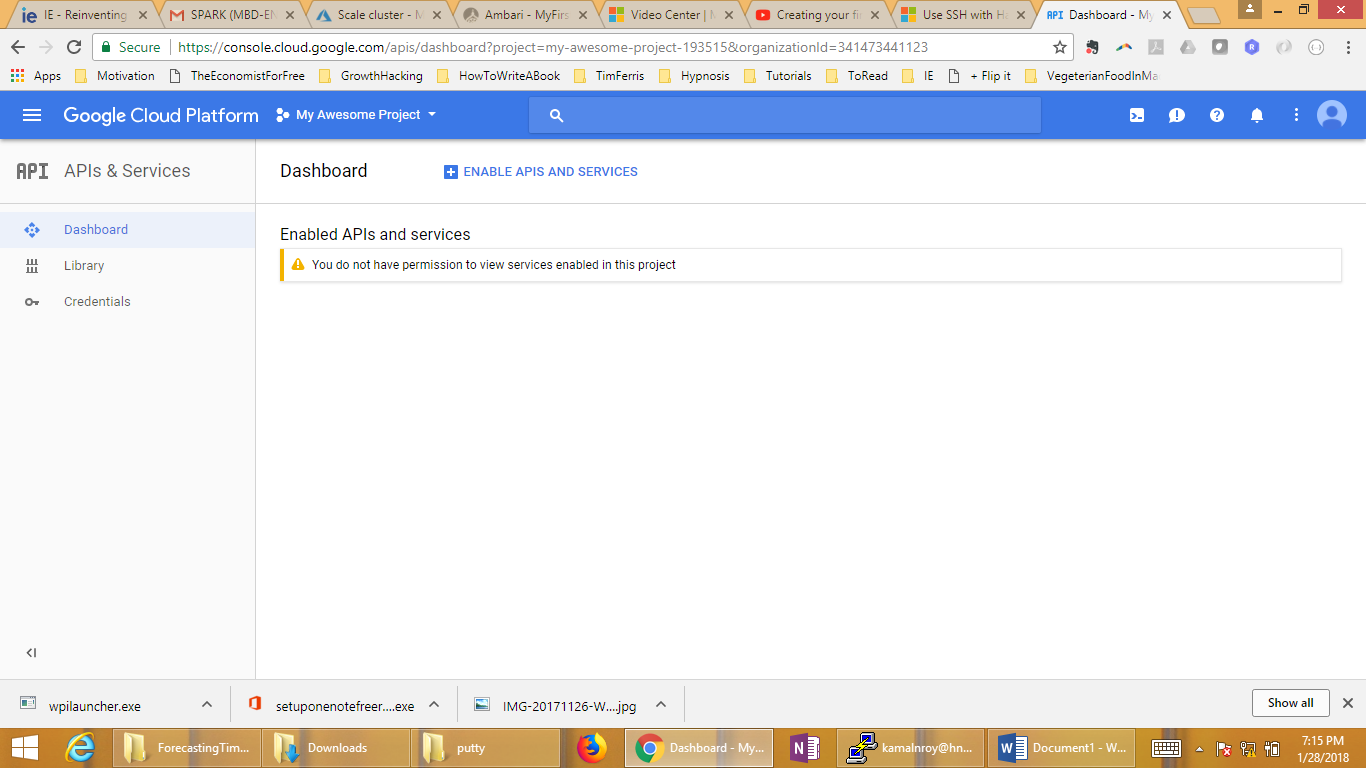 IE - Reinventing
SPARK (MBD-EN
Scale cluster - M
Ambari - MyFirs
Video Center | M
Creating your fi
Use SSH with Ha
API Dashboard - My
Secure https://console.cloud.google.com/apis/dashboard?project=my-awesome-project-193515&organizationId=341473441123
Apps Motivation TheEconomistForFree GrowthHacking HowToWriteABook TimFerris Hypnosis Tutorials ToRead IE + Flip it VegeterianFoodInMa
Google Cloud Platform My Awesome Project
API APIs & Services
Dashboard ENABLE APIS AND SERVICES
Dashboard
Library
Credentials
Enabled APIs and services
You do not have permission to view services enabled in this project
wpilauncher.exe
setuponenotefreer....exe
IMG-20171126-W....jpg
Show all
ForecastingTim...
Downloads
putty
Dashboard - My...
kamalnroy@hn...
Document1 - W...
7:15 PM
1/28/2018